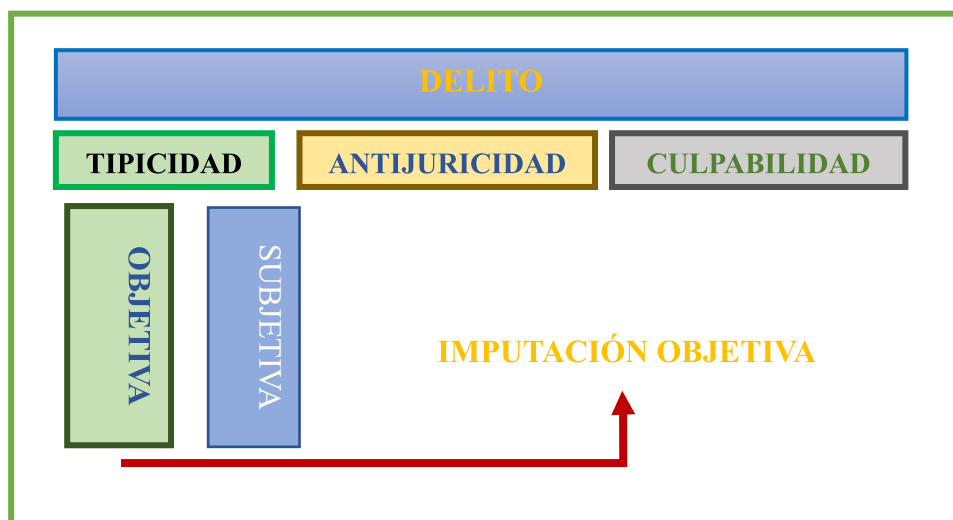 DELITO
TIPICIDAD
ANTIJURICIDAD
CULPABILIDAD
OBJETIVA
SUBJETIVA
IMPUTACIÓN OBJETIVA